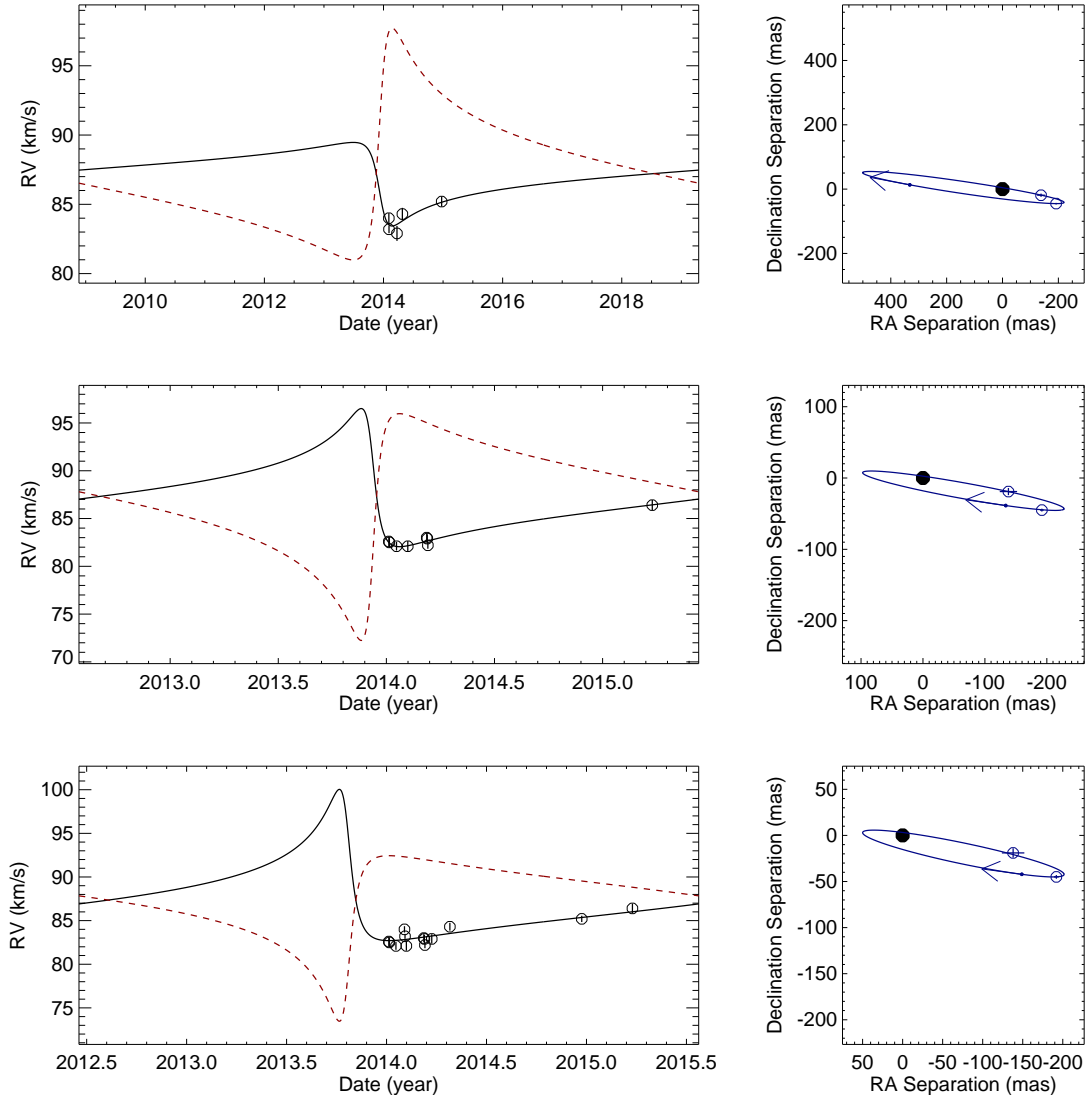 95
90
85
80
RV (km/s)
2010 2012 2014 2016 2018
Date (year)
400
200
0
-200
Declination Separation (mas)
400 200 0 -200
RA Separation (mas)
95
90
85
80
75
70
RV (km/s)
2013.0 2013.5 2014.0 2014.5 2015.0
Date (year)
100
0
-100
-200
Declination Separation (mas)
100 0 -100 -200
RA Separation (mas)
100
95
90
85
80
75
RV (km/s)
2012.5 2013.0 2013.5 2014.0 2014.5 2015.0 2015.5
Date (year)
50
0
-50
-100
-150
-200
Declination Separation (mas)
50 0 -50 -100 -150 -200
RA Separation (mas)